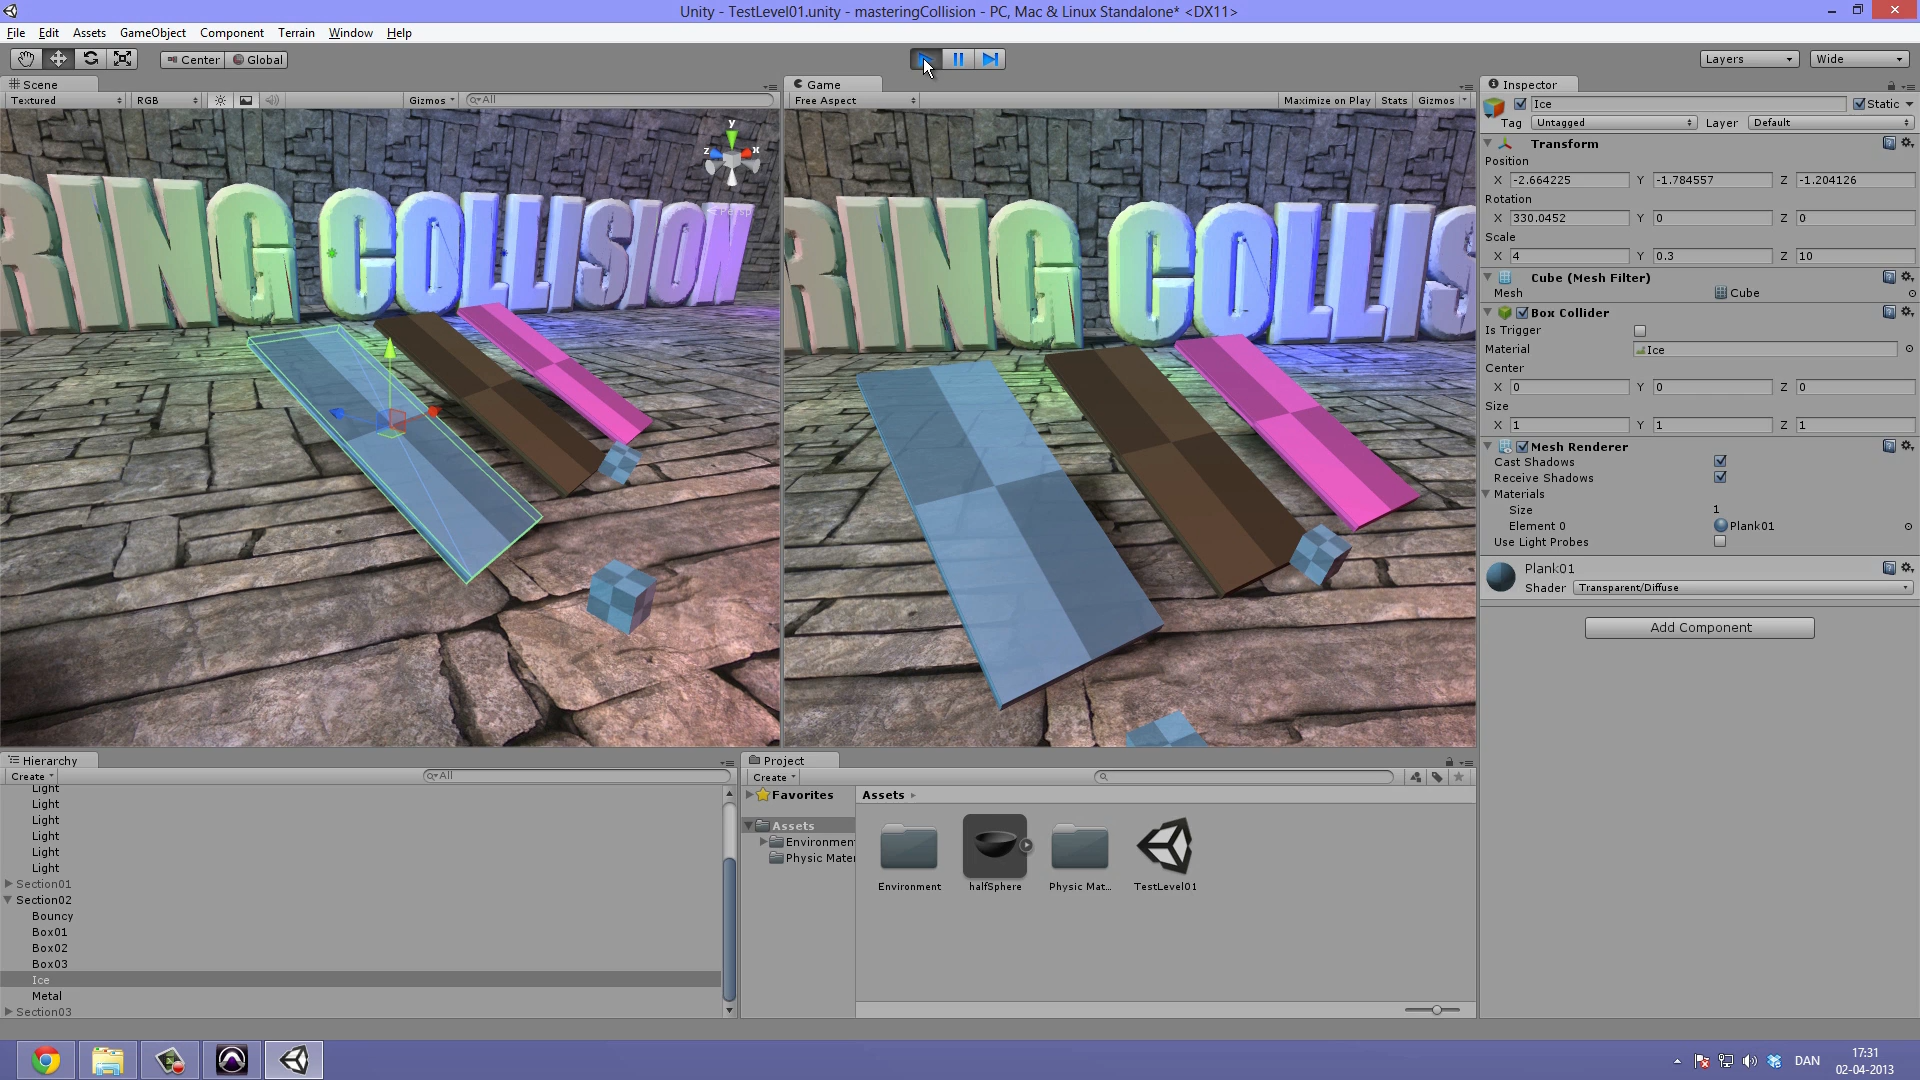 Unity - TestLevel01.unity - masteringCollision - PC, Mac & Linux Standalone* <DX11>
File Edit Assets GameObject Component Terrain Window Help
Center Global
Layers Wide
Scene
Textured RGB Gizmos All
y
z x
Persp
RING COLLISION
Game
Free Aspect Maximize on Play Stats Gizmos
RING COLLIS
Inspector
Ice Static
Tag Untagged Layer Default
Transform
Position
X -2.664225 Y -1.784557 Z -1.204126
Rotation
X 330.0452 Y 0 Z 0
Scale
X 4 Y 0.3 Z 10
Cube (Mesh Filter)
Mesh Cube
Box Collider
Is Trigger
Material Ice
Center
X 0 Y 0 Z 0
Size
X 1 Y 1 Z 1
Mesh Renderer
Cast Shadows
Receive Shadows
Materials
Size 1
Element 0 Plank01
Use Light Probes
Plank01
Shader Transparent/Diffuse
Add Component
Hierarchy
Create All
Light
Light
Light
Light
Light
Light
Section01
Section02
Bouncy
Box01
Box02
Box03
Ice
Metal
Section03
Project
Create
Favorites
Assets
Environmen
Physic Mater
Assets
Environment halfSphere Physic Mat... TestLevel01
DAN 17:31
02-04-2013